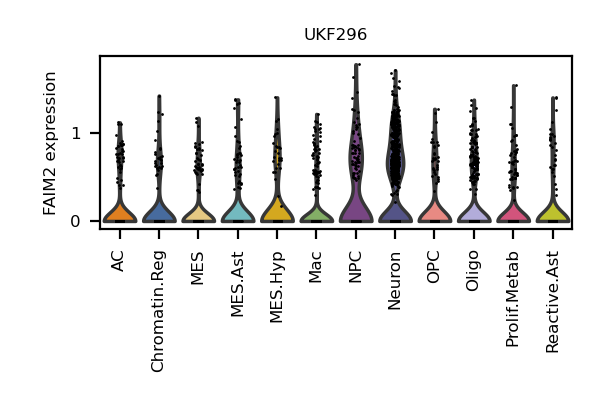 UKF296
FAIM2 expression
1
0
AC
Chromatin.Reg
MES
MES.Ast
MES.Hyp
Mac
NPC
Neuron
OPC
Oligo
Prolif.Metab
Reactive.Ast